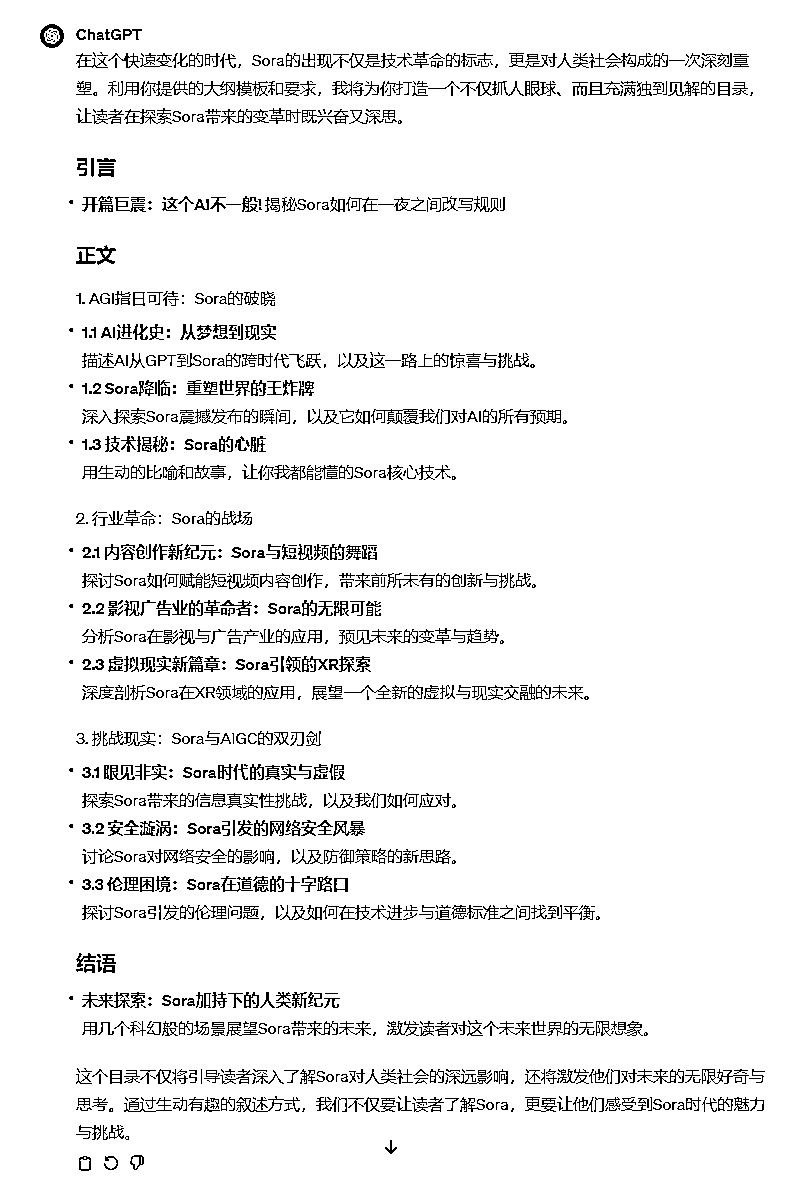 ChatGPT
在这个快速变化的时代，Sora的出现不仅是技术革命的标志，更是对人类社会构成的一次深刻重
塑。利用你提供的大纲模板和要求，我将为你打造一个不仅抓人眼球、而且充满独到见解的目录，
让读者在探索Sora带来的变革时既兴奋又深思。
引言
• 开篇巨震：这个AI不一般！揭秘Sora如何在一夜之间改写规则
正文
1. AGI指日可待：Sora的破晓
• 1.1 AI进化史：从梦想到现实
描述AI从GPT到Sora的跨时代飞跃，以及这一路上的惊喜与挑战。
• 1.2 Sora降临：重塑世界的王炸牌
深入探索Sora震撼发布的瞬间，以及它如何颠覆我们对AI的所有预期。
• 1.3 技术揭秘：Sora的心脏
用生动的比喻和故事，让你我都能懂的Sora核心技术。
2. 行业革命：Sora的战场
• 2.1 内容创作新纪元：Sora与短视频的舞蹈
探讨Sora如何赋能短视频内容创作，带来前所未有的创新与挑战。
• 2.2 影视广告业的革命者：Sora的无限可能
分析Sora在影视与广告产业的应用，预见未来的变革与趋势。
• 2.3 虚拟现实新篇章：Sora引领的XR探索
深度剖析Sora在XR领域的应用，展望一个全新的虚拟与现实交融的未来。
3. 挑战现实：Sora与AIGC的双刃剑
• 3.1 眼见非实：Sora时代的真实与虚假
探索Sora带来的信息真实性挑战，以及我们如何应对。
• 3.2 安全漩涡：Sora引发的网络安全风暴
讨论Sora对网络安全的影响，以及防御策略的新思路。
• 3.3 伦理困境：Sora在道德的十字路口
探讨Sora引发的伦理问题，以及如何在技术进步与道德标准之间找到平衡。
结语
• 未来探索：Sora加持下的人类新纪元
用几个科幻般的场景展望Sora带来的未来，激发读者对这个未来世界的无限想象。
这个目录不仅将引导读者深入了解Sora对人类社会的深远影响，还将激发他们对未来的无限好奇与
思考。通过生动有趣的叙述方式，我们不仅要让读者了解Sora，更要让他们感受到Sora时代的魅力
与挑战。